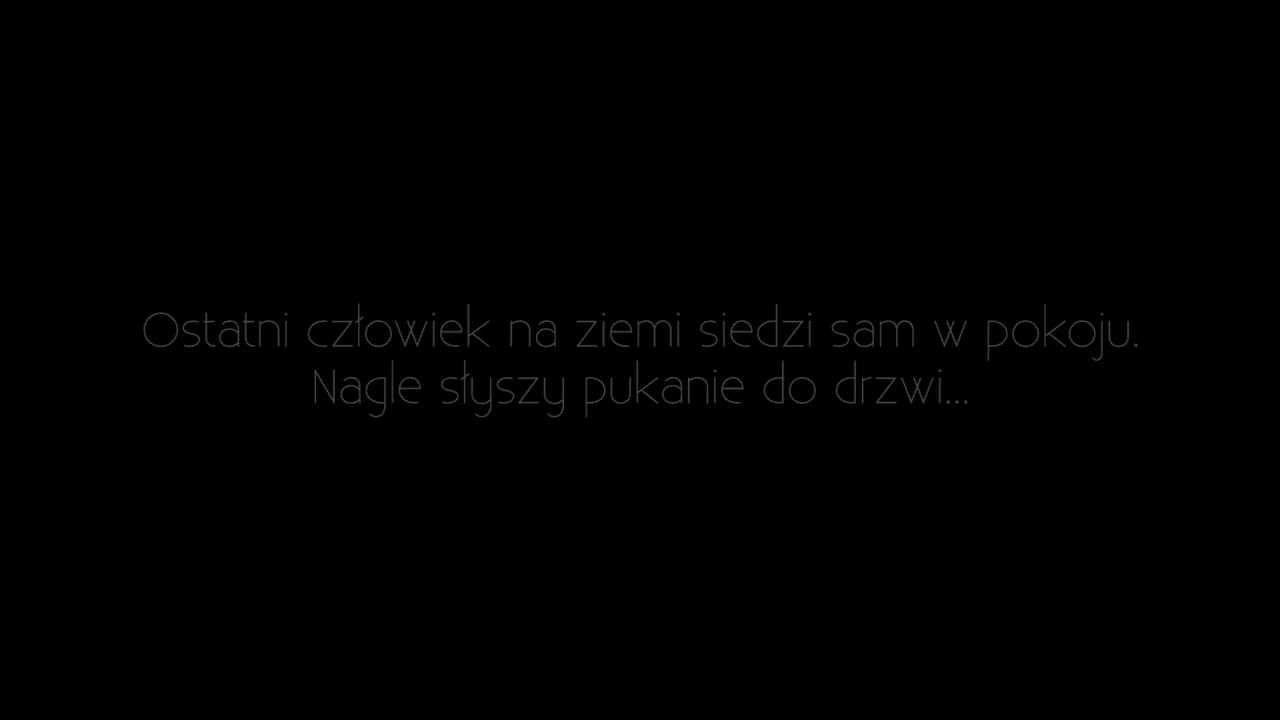 Ostatni człowiek na ziemi siedzi sam w pokoju.
Nagle słyszy pukanie do drzwi...